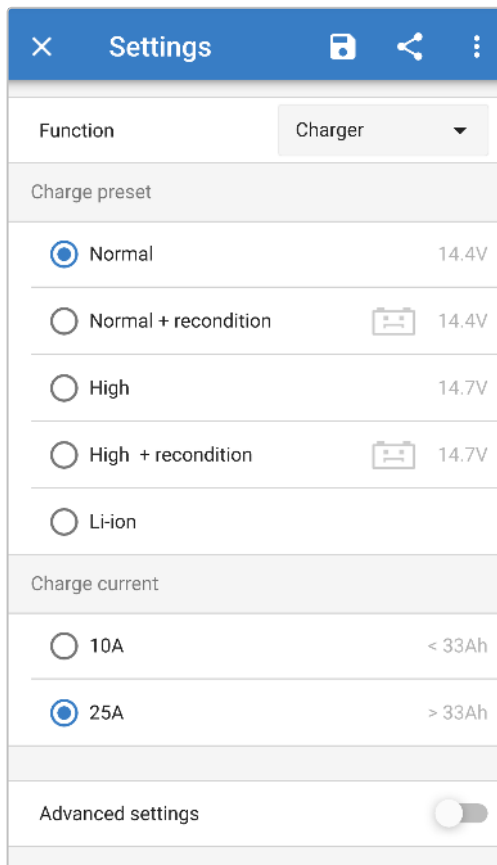 Settings
Function Charger
Charge preset
Normal 14.4V
Normal + recondition 14.4V
High 14.7V
High + recondition 14.7V
Li-ion
Charge current
10A < 33Ah
25A > 33Ah
Advanced settings